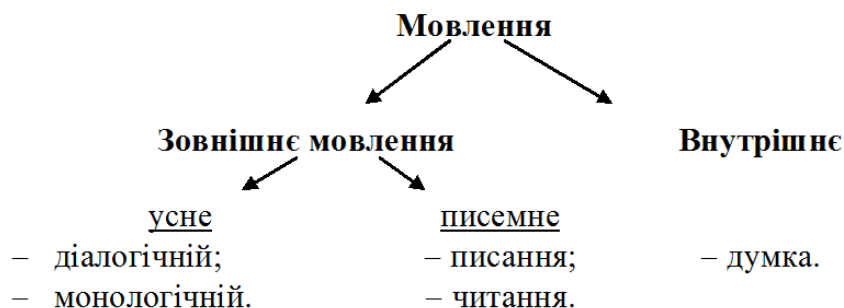 Мовлення
Зовнішнє мовлення Внутрішнє
усне писемне
– діалогічній; – писання; – думка.
– монологічній. – читання.